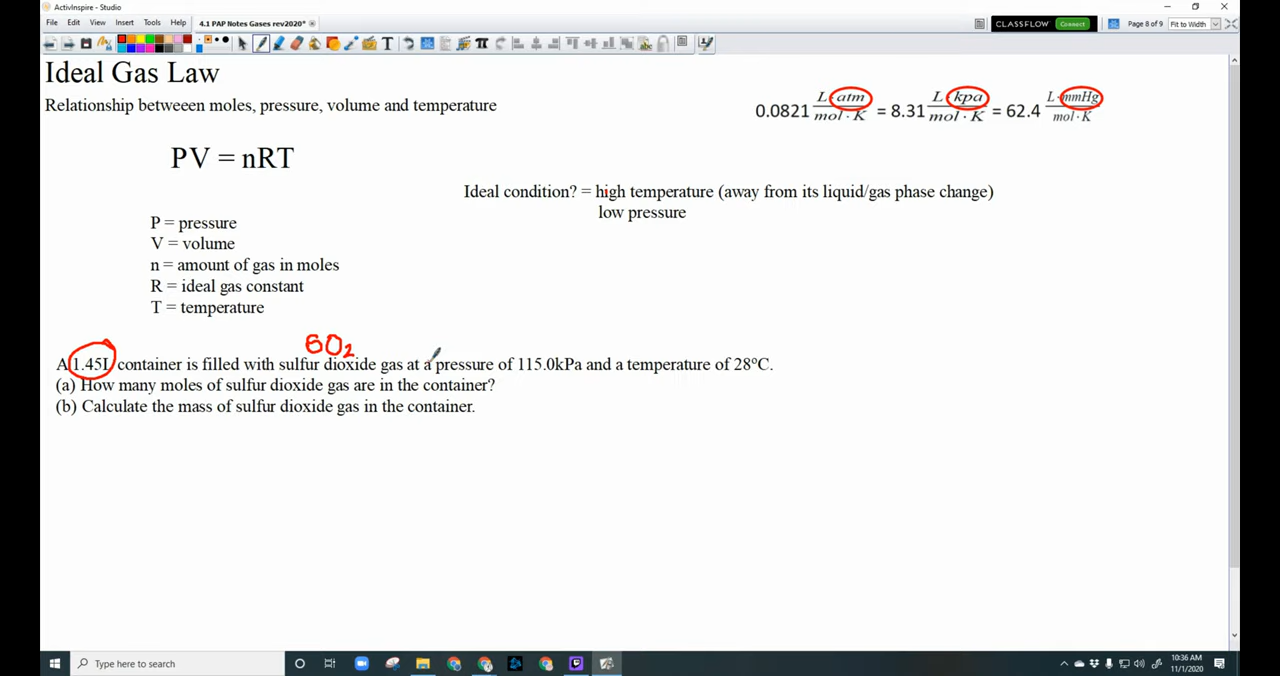 ActivInspire - Studio
File Edit View Insert Tools Help 4.1 PAP Notes Gases rev2020* CLASSFLOW Connect Page 8 of 9 Fit to Width
Ideal Gas Law
Relationship betweeen moles, pressure, volume and temperature
0.0821 L·atm/mol·K = 8.31 L·kpa/mol·K = 62.4 L·mmHg/mol·K
PV = nRT
Ideal condition? = high temperature (away from its liquid/gas phase change)
low pressure
P = pressure
V = volume
n = amount of gas in moles
R = ideal gas constant
T = temperature
SO2
A 1.45L container is filled with sulfur dioxide gas at a pressure of 115.0kPa and a temperature of 28°C.
(a) How many moles of sulfur dioxide gas are in the container?
(b) Calculate the mass of sulfur dioxide gas in the container.
Type here to search
10:36 AM
11/1/2020